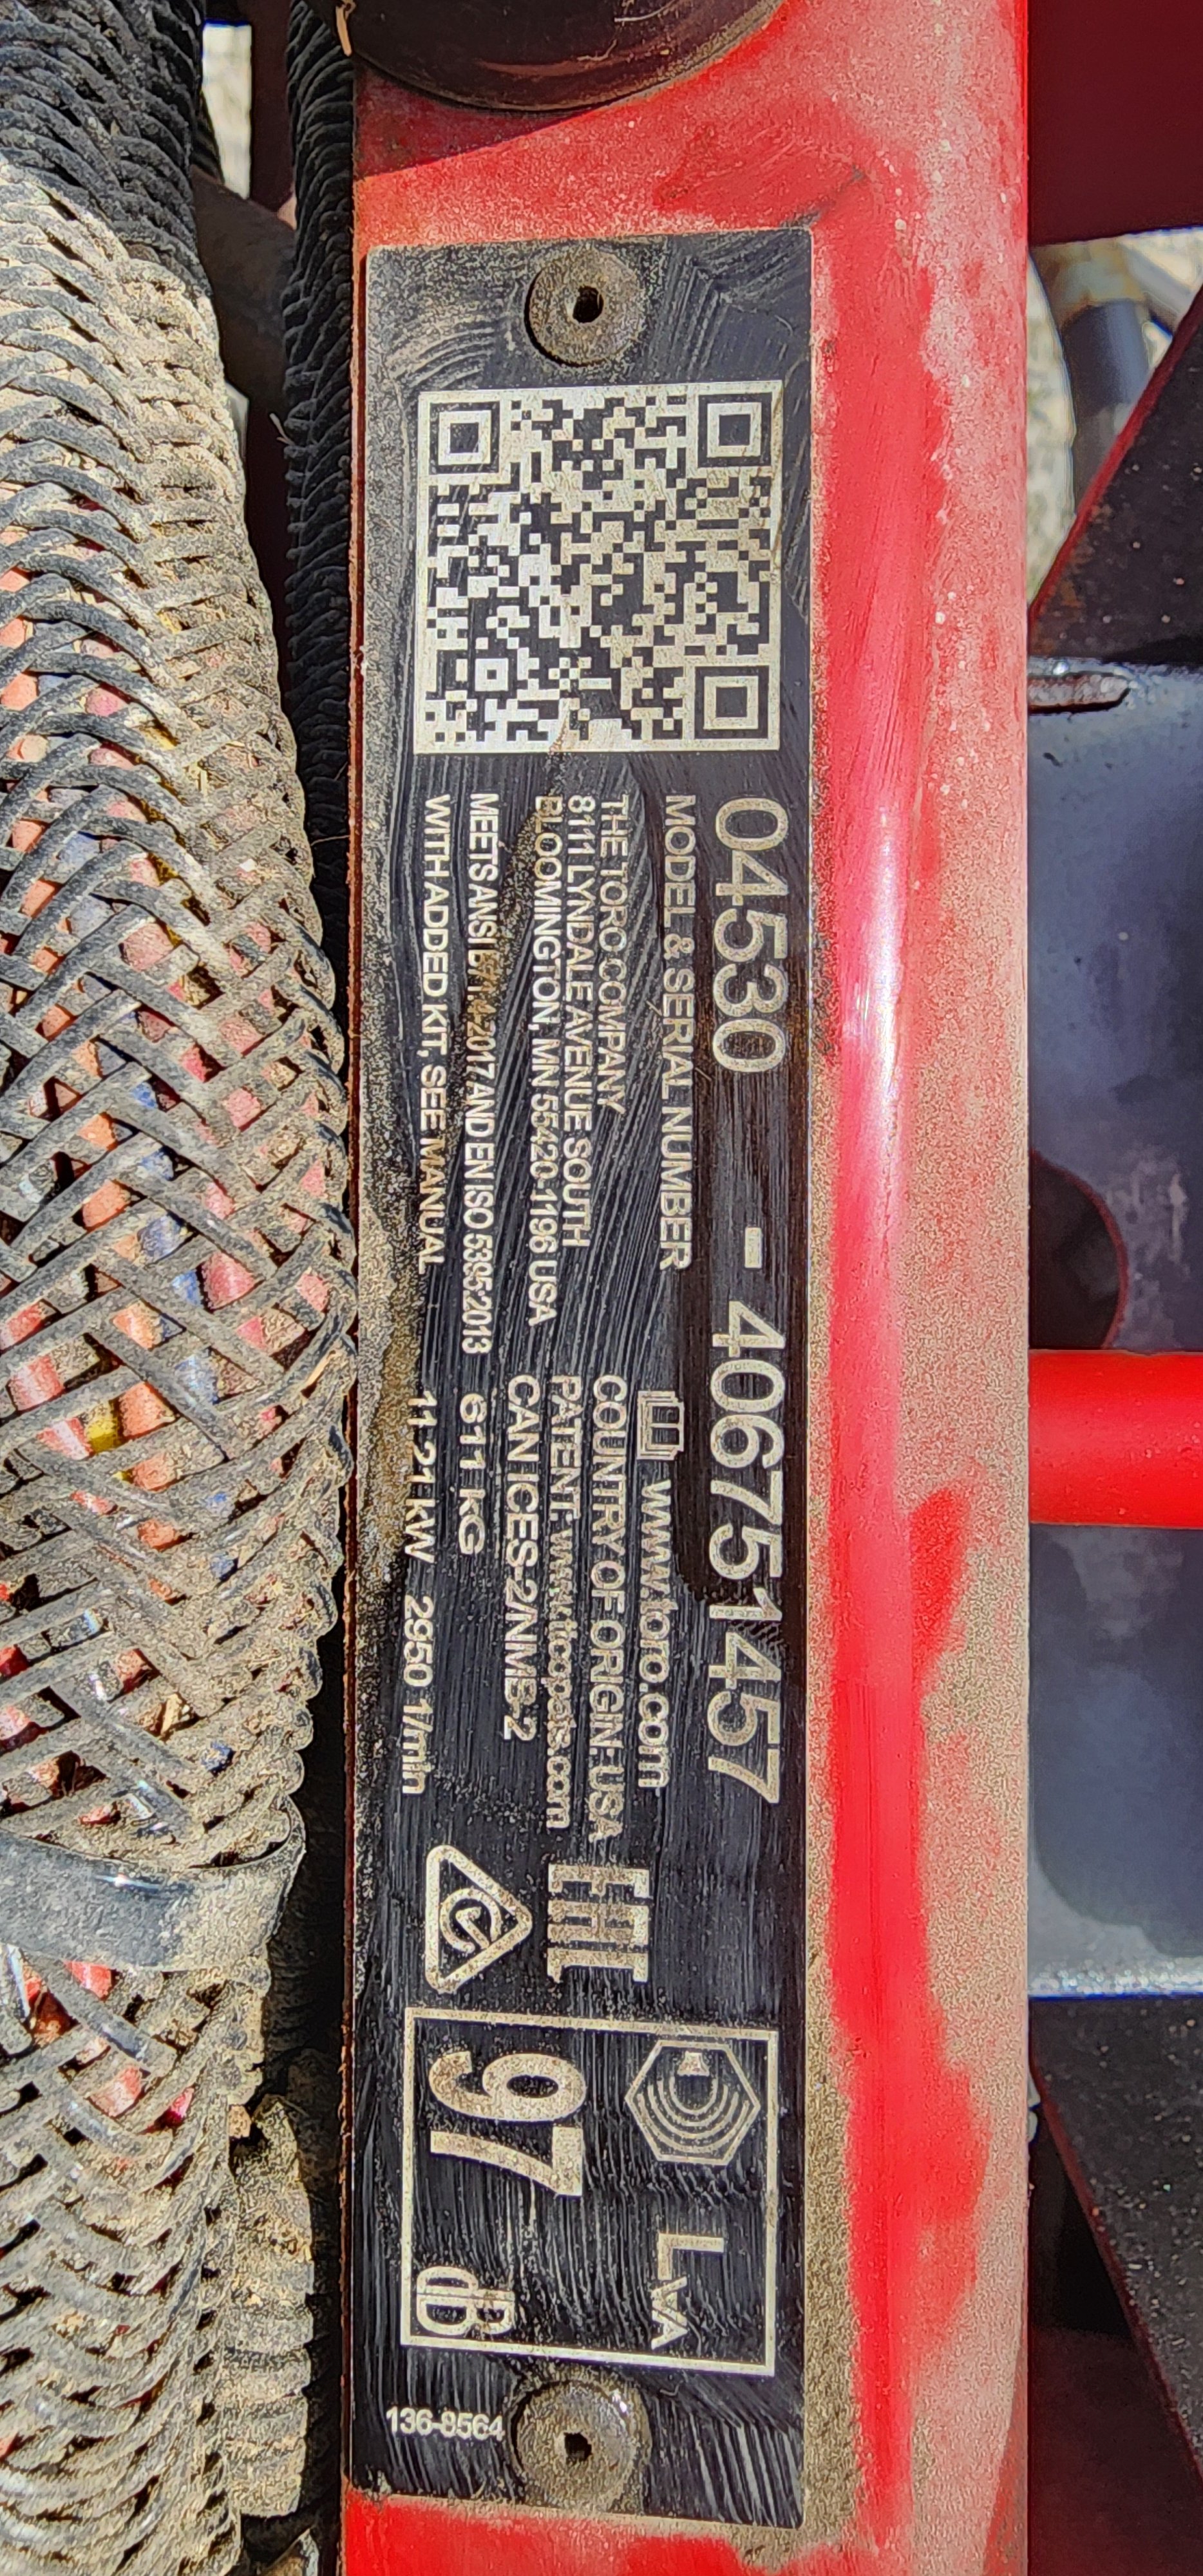 04530 - 406751457
MODEL & SERIAL NUMBER
THE TORO COMPANY
8111 LYNDALE AVENUE SOUTH
BLOOMINGTON, MN 55420-1196 USA
MEETS ANSI 2017 AND EN ISO 5395:2013
WITH ADDED KIT, SEE MANUAL
www.toro.com
COUNTRY OF ORIGIN: USA
PATENT: www.ttcopats.com
CAN ICES-2/NMB-2
611 KG
11.21 kW 2950 1/min
EAC
LWA
97
dB
136-8564